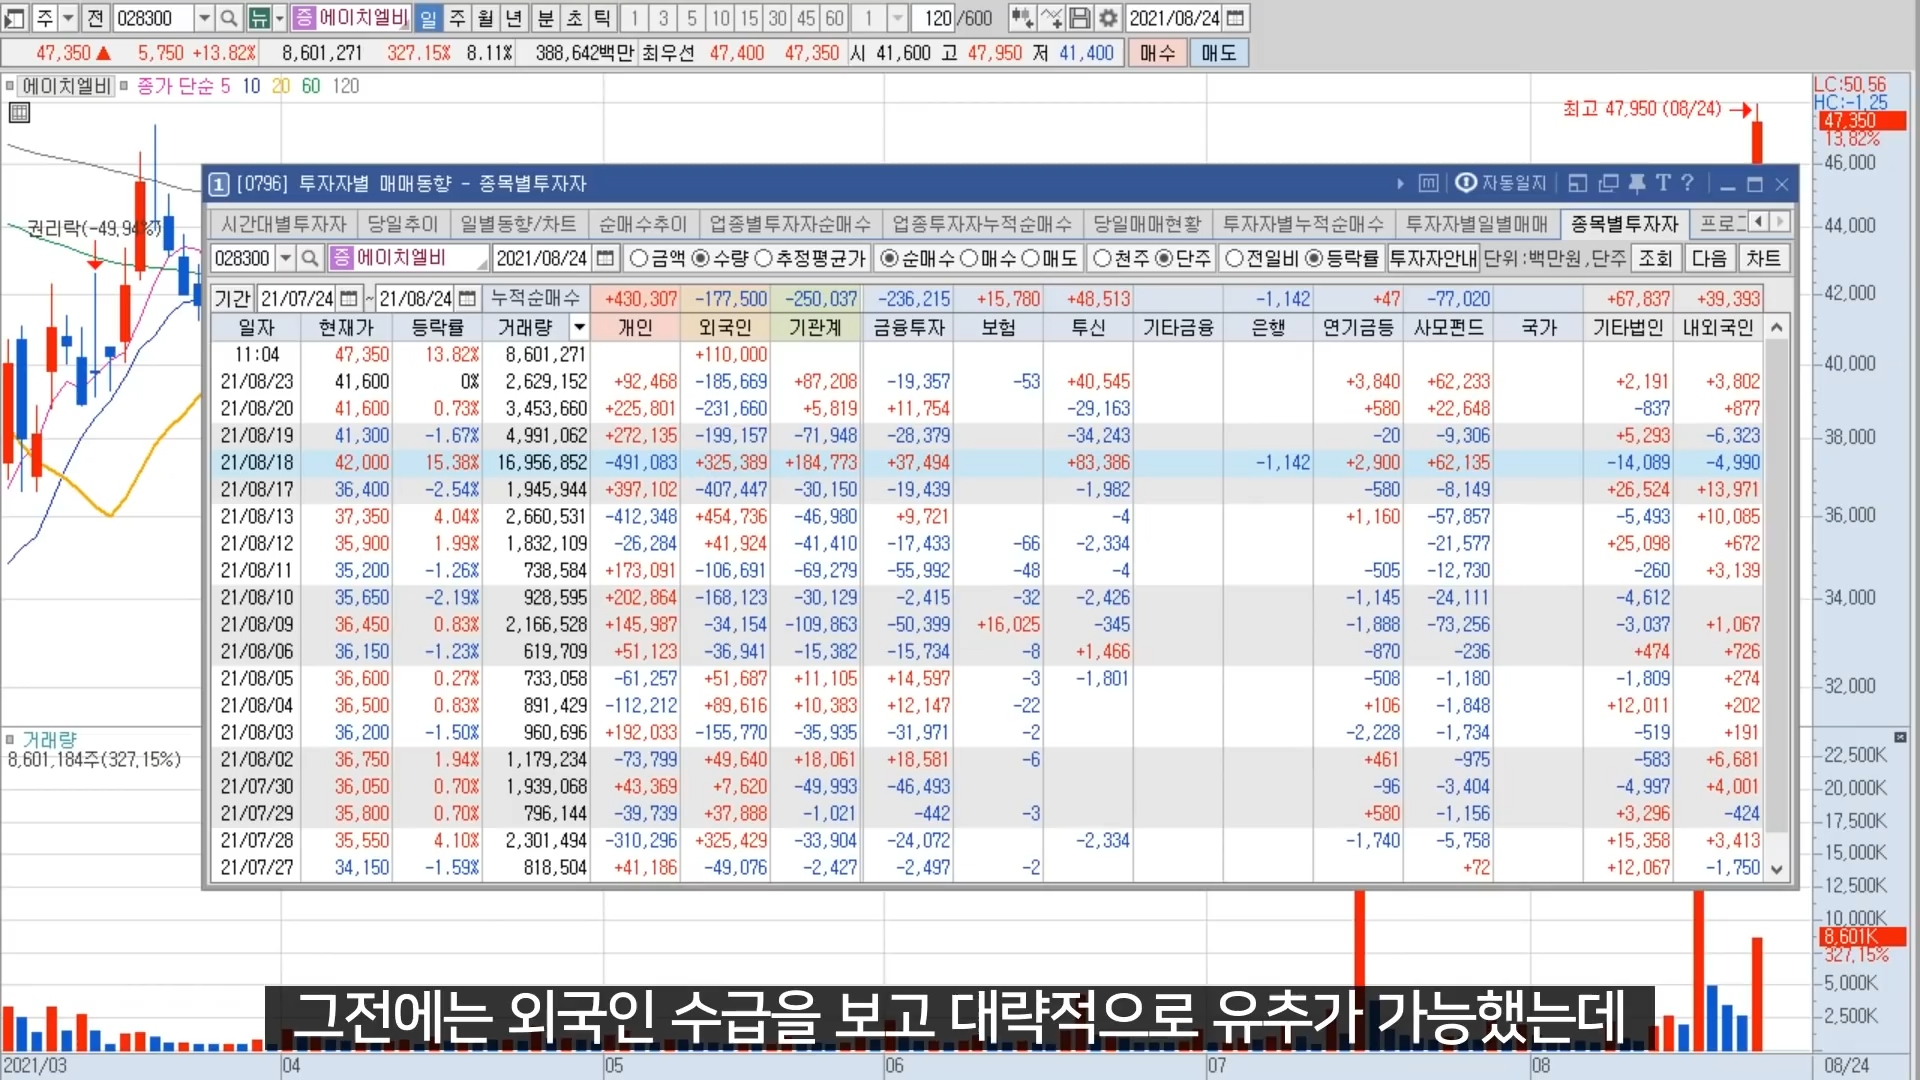 주 전 028300 뉴 증 에이치엘비 일 주 월 년 분 초 틱 1 3 5 10 15 30 45 60 1 120 /600 2021/08/24
47,350 ▲ 5,750 +13.82% 8,601,271 327.15% 8.11% 388,642백만 최우선 47,400 47,350 시 41,600 고 47,950 저 41,400 매수 매도
에이치엘비 종가 단순 5 10 20 60 120
최고 47,950 (08/24)
LC:50.56
HC:-1.25
47,350
13.82%
46,000
44,000
42,000
40,000
38,000
36,000
34,000
32,000
권리락(-49.94%)
1 [0796] 투자자별 매매동향 - 종목별투자자 m 자동일지 T ?
시간대별투자자 당일추이 일별동향/차트 순매수추이 업종별투자자순매수 업종투자자누적순매수 당일매매현황 투자자별누적순매수 투자자별일별매매 종목별투자자 프로그
028300 증 에이치엘비 2021/08/24 금액 수량 추정평균가 순매수 매수 매도 천주 단주 전일비 등락률 투자자안내 단위:백만원,단주 조회 다음 차트
기간 21/07/24 ~ 21/08/24 누적순매수 +430,307 -177,500 -250,037 -236,215 +15,780 +48,513 -1,142 +47 -77,020 +67,837 +39,393
일자 현재가 등락률 거래량 개인 외국인 기관계 금융투자 보험 투신 기타금융 은행 연기금등 사모펀드 국가 기타법인 내외국인
11:04 47,350 13.82% 8,601,271 +110,000
21/08/23 41,600 0% 2,629,152 +92,468 -185,669 +87,208 -19,357 -53 +40,545 +3,840 +62,233 +2,191 +3,802
21/08/20 41,600 0.73% 3,453,660 +225,801 -231,660 +5,819 +11,754 -29,163 +580 +22,648 -837 +877
21/08/19 41,300 -1.67% 4,991,062 +272,135 -199,157 -71,948 -28,379 -34,243 -20 -9,306 +5,293 -6,323
21/08/18 42,000 15.38% 16,956,852 -491,083 +325,389 +184,773 +37,494 +83,386 -1,142 +2,900 +62,135 -14,089 -4,990
21/08/17 36,400 -2.54% 1,945,944 +397,102 -407,447 -30,150 -19,439 -1,982 -580 -8,149 +26,524 +13,971
21/08/13 37,350 4.04% 2,660,531 -412,348 +454,736 -46,980 +9,721 -4 +1,160 -57,857 -5,493 +10,085
21/08/12 35,900 1.99% 1,832,109 -26,284 +41,924 -41,410 -17,433 -66 -2,334 -21,577 +25,098 +672
21/08/11 35,200 -1.26% 738,584 +173,091 -106,691 -69,279 -55,992 -48 -4 -505 -12,730 -260 +3,139
21/08/10 35,650 -2.19% 928,595 +202,864 -168,123 -30,129 -2,415 -32 -2,426 -1,145 -24,111 -4,612
21/08/09 36,450 0.83% 2,166,528 +145,987 -34,154 -109,863 -50,399 +16,025 -345 -1,888 -73,256 -3,037 +1,067
21/08/06 36,150 -1.23% 619,709 +51,123 -36,941 -15,382 -15,734 -8 +1,466 -870 -236 +474 +726
21/08/05 36,600 0.27% 733,058 -61,257 +51,687 +11,105 +14,597 -3 -1,801 -508 -1,180 -1,809 +274
21/08/04 36,500 0.83% 891,429 -112,212 +89,616 +10,383 +12,147 -22 +106 -1,848 +12,011 +202
21/08/03 36,200 -1.50% 960,696 +192,033 -155,770 -35,935 -31,971 -2 -2,228 -1,734 -519 +191
21/08/02 36,750 1.94% 1,179,234 -73,799 +49,640 +18,061 +18,581 -6 +461 -975 -583 +6,681
21/07/30 36,050 0.70% 1,939,068 +43,369 +7,620 -49,993 -46,493 -96 -3,404 -4,997 +4,001
21/07/29 35,800 0.70% 796,144 -39,739 +37,888 -1,021 -442 -3 +580 -1,156 +3,296 -424
21/07/28 35,550 4.10% 2,301,494 -310,296 +325,429 -33,904 -24,072 -2,334 -1,740 -5,758 +15,358 +3,413
21/07/27 34,150 -1.59% 818,504 +41,186 -49,076 -2,427 -2,497 -2 +72 +12,067 -1,750
거래량
8,601,184주(327.15%)
22,500K
20,000K
17,500K
15,000K
12,500K
10,000K
8,601K
327.15%
5,000K
2,500K
그전에는 외국인 수급을 보고 대략적으로 유추가 가능했는데
2021/03 04 05 06 07 08 08/24